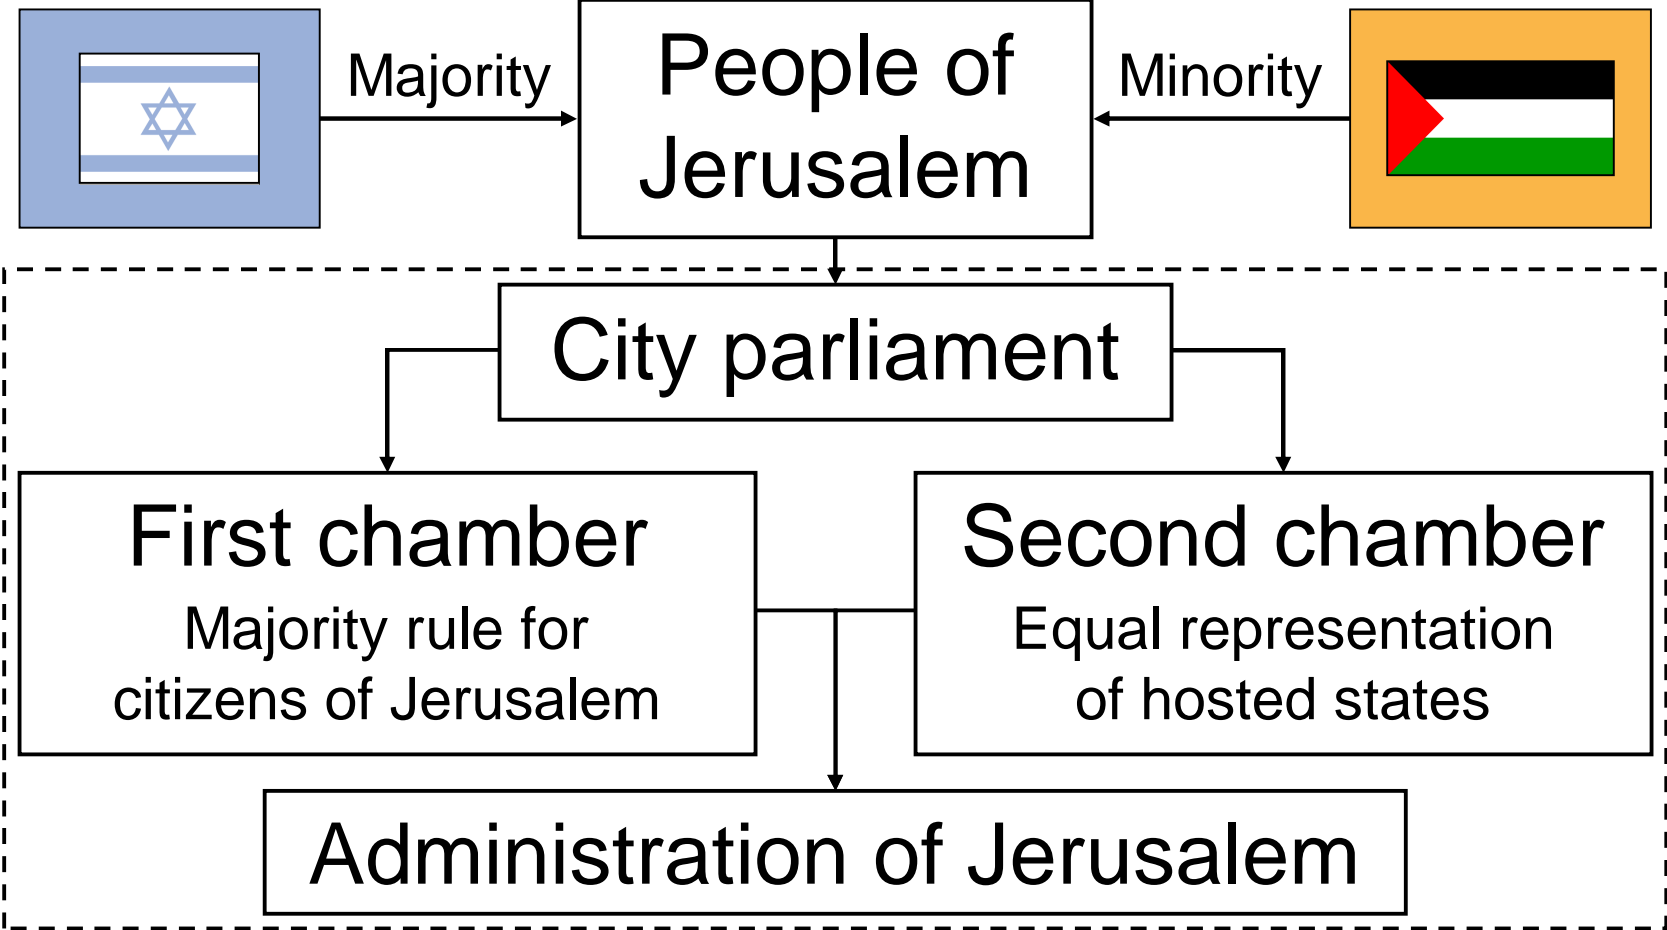 Majority
People of
Jerusalem
Minority
City parliament
First chamber
Majority rule for
citizens of Jerusalem
Second chamber
Equal representation
of hosted states
Administration of Jerusalem